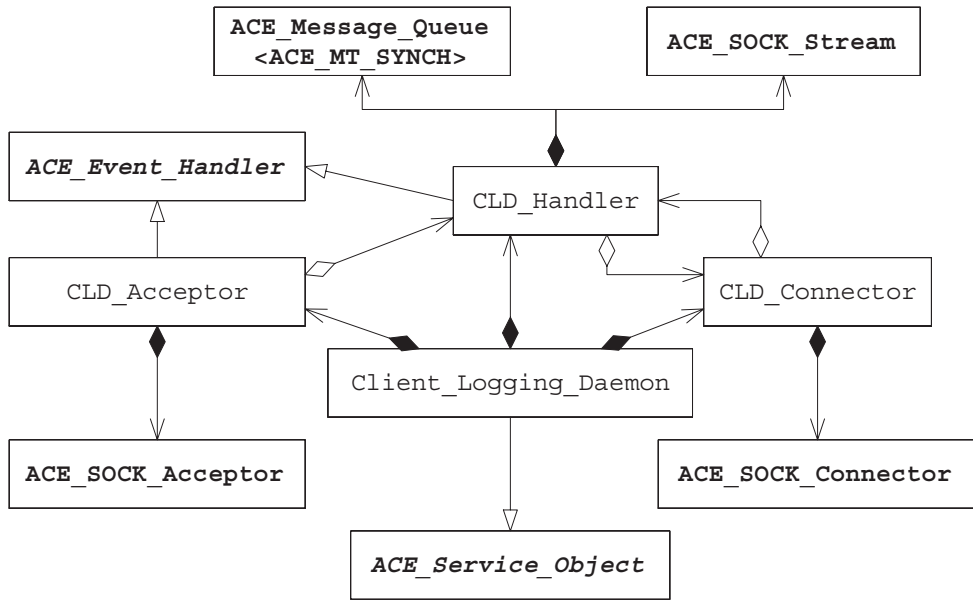 ACE_Message_Queue
<ACE_MT_SYNCH>
ACE_SOCK_Stream
ACE_Event_Handler
CLD_Handler
CLD_Acceptor
CLD_Connector
Client_Logging_Daemon
ACE_SOCK_Acceptor
ACE_SOCK_Connector
ACE_Service_Object